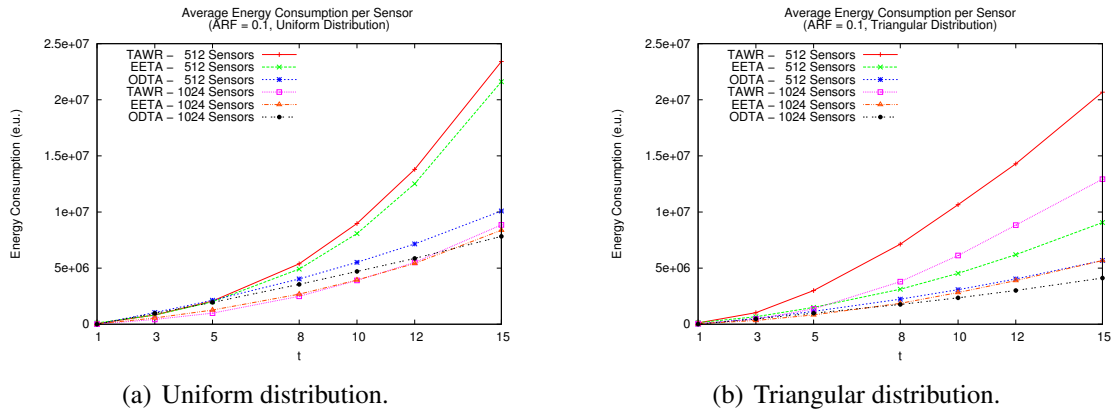 Average Energy Consumption per Sensor
(ARF = 0.1, Uniform Distribution)
Energy Consumption (e.u.)
2.5e+07
2e+07
1.5e+07
1e+07
5e+06
0
TAWR − 512 Sensors
EETA − 512 Sensors
ODTA − 512 Sensors
TAWR − 1024 Sensors
EETA − 1024 Sensors
ODTA − 1024 Sensors
1 3 5 8 10 12 15
t
(a) Uniform distribution.
Average Energy Consumption per Sensor
(ARF = 0.1, Triangular Distribution)
Energy Consumption (e.u.)
2.5e+07
2e+07
1.5e+07
1e+07
5e+06
0
TAWR − 512 Sensors
EETA − 512 Sensors
ODTA − 512 Sensors
TAWR − 1024 Sensors
EETA − 1024 Sensors
ODTA − 1024 Sensors
1 3 5 8 10 12 15
t
(b) Triangular distribution.